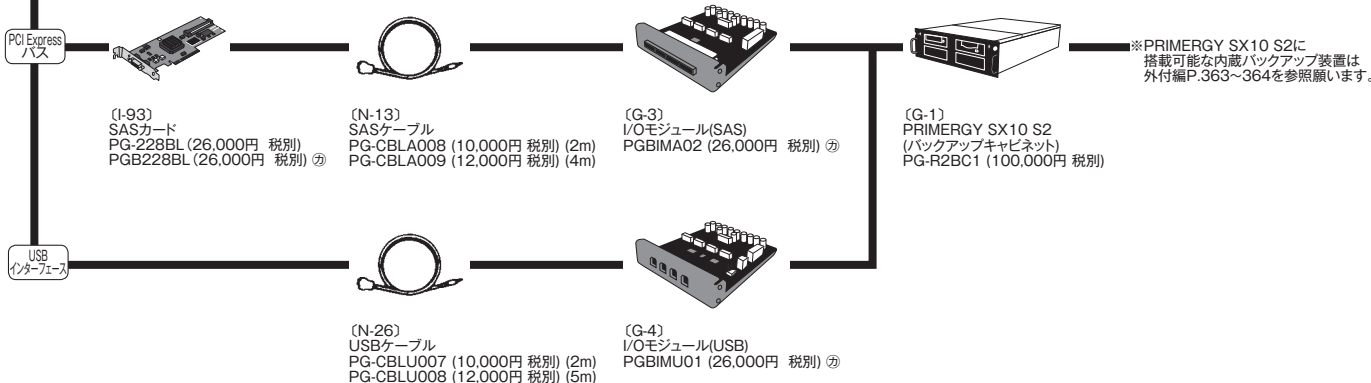 PCI Express
バス
〔I-93〕
SASカード
PG-228BL (26,000円 税別)
PGB228BL (26,000円 税別) ㋕
〔N-13〕
SASケーブル
PG-CBLA008 (10,000円 税別) (2m)
PG-CBLA009 (12,000円 税別) (4m)
〔G-3〕
I/Oモジュール(SAS)
PGBIMA02 (26,000円 税別) ㋕
〔G-1〕
PRIMERGY SX10 S2
(バックアップキャビネット)
PG-R2BC1 (100,000円 税別)
※PRIMERGY SX10 S2に
搭載可能な内蔵バックアップ装置は
外付編P.363~364を参照願います。
USB
インターフェース
〔N-26〕
USBケーブル
PG-CBLU007 (10,000円 税別) (2m)
PG-CBLU008 (12,000円 税別) (5m)
〔G-4〕
I/Oモジュール(USB)
PGBIMU01 (26,000円 税別) ㋕